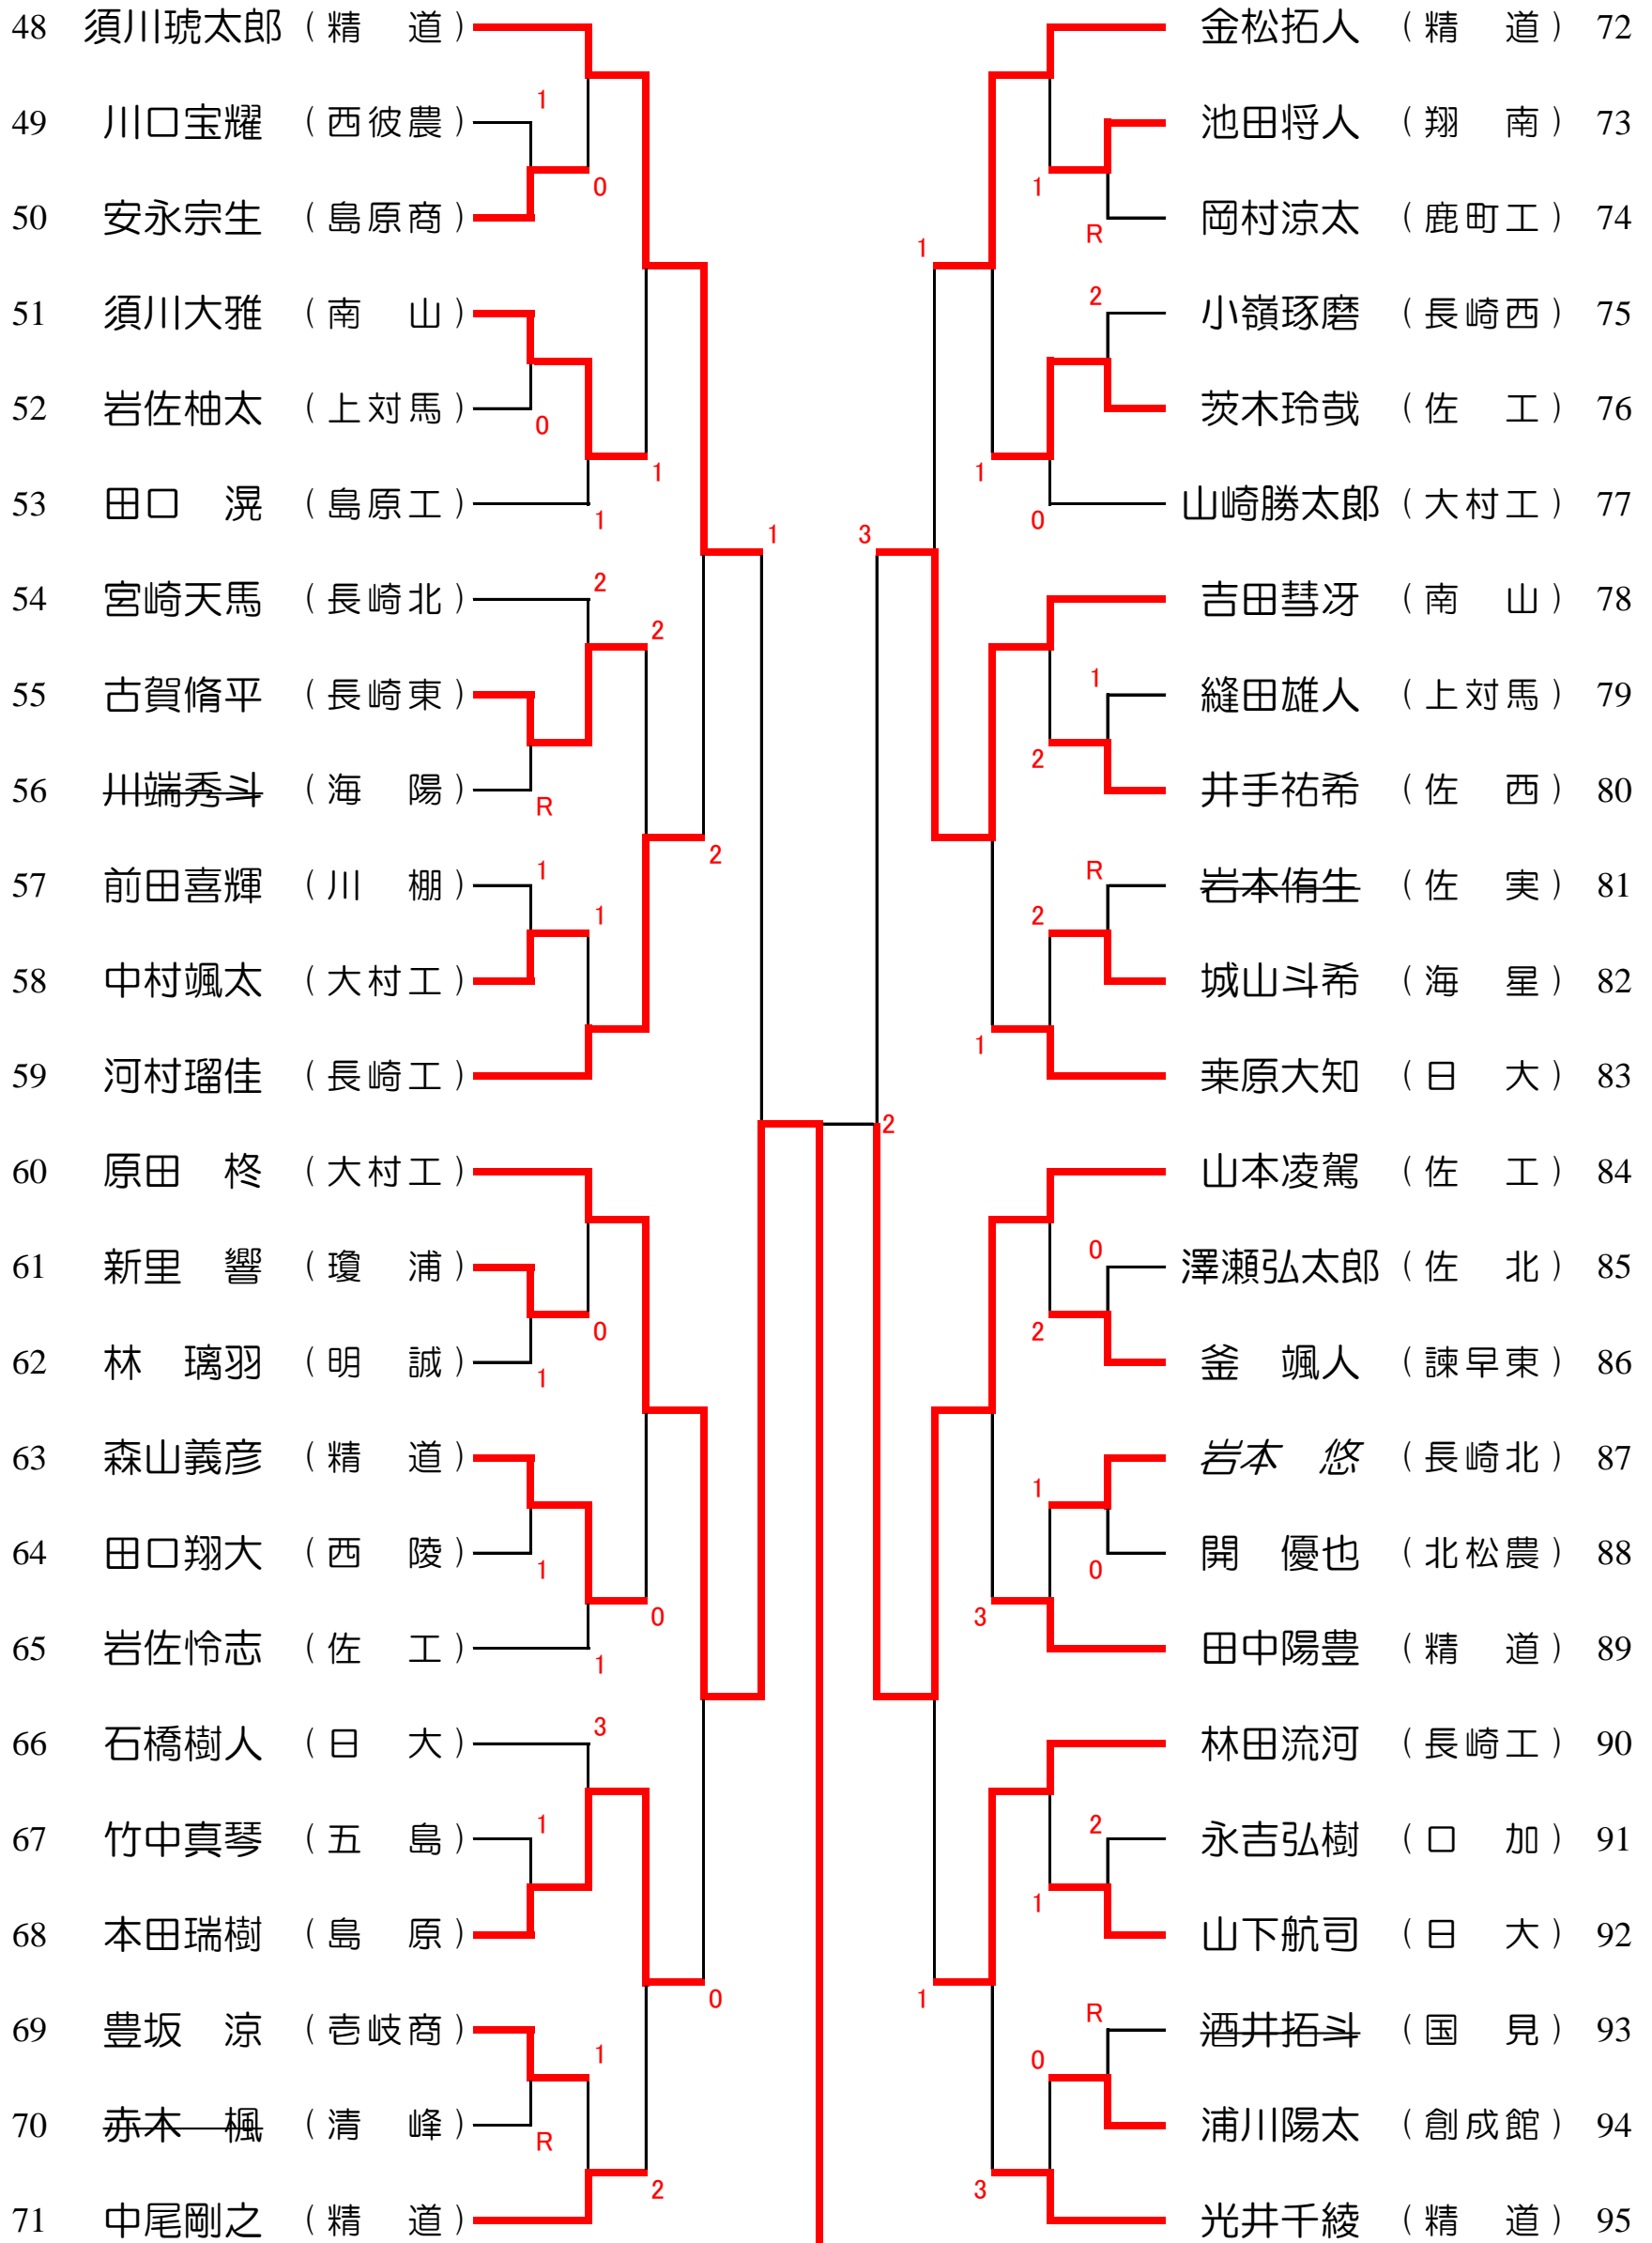 48 須川琥太郎 （精　道）
49 川口宝耀 （西彼農）
50 安永宗生 （島原商）
51 須川大雅 （南　山）
52 岩佐柚太 （上対馬）
53 田口　滉 （島原工）
54 宮崎天馬 （長崎北）
55 古賀脩平 （長崎東）
56 川端秀斗 （海　陽）
57 前田喜輝 （川　棚）
58 中村颯太 （大村工）
59 河村瑠佳 （長崎工）
60 原田　柊 （大村工）
61 新里　響 （瓊　浦）
62 林　璃羽 （明　誠）
63 森山義彦 （精　道）
64 田口翔大 （西　陵）
65 岩佐怜志 （佐　工）
66 石橋樹人 （日　大）
67 竹中真琴 （五　島）
68 本田瑞樹 （島　原）
69 豊坂　涼 （壱岐商）
70 赤木　楓 （清　峰）
71 中尾剛之 （精　道）
1
0
0
1
1
2
R
2
1
1
1
2
1
0
1
1
0
1
3
1
0
1
R
2
金松拓人 （精　道） 72
池田将人 （翔　南） 73
岡村涼太 （鹿町工） 74
小嶺琢磨 （長崎西） 75
茨木玲哉 （佐　工） 76
山崎勝太郎 （大村工） 77
吉田彗冴 （南　山） 78
縫田雄人 （上対馬） 79
井手祐希 （佐　西） 80
岩本侑生 （佐　実） 81
城山斗希 （海　星） 82
桒原大知 （日　大） 83
山本凌駕 （佐　工） 84
澤瀬弘太郎 （佐　北） 85
釜　颯人 （諫早東） 86
岩本　悠 （長崎北） 87
開　優也 （北松農） 88
田中陽豊 （精　道） 89
林田流河 （長崎工） 90
永吉弘樹 （口　加） 91
山下航司 （日　大） 92
酒井拓斗 （国　見） 93
浦川陽太 （創成館） 94
光井千綾 （精　道） 95
1
R
1
2
1
0
3
1
2
R
2
1
2
0
2
1
0
3
2
1
1
R
0
3